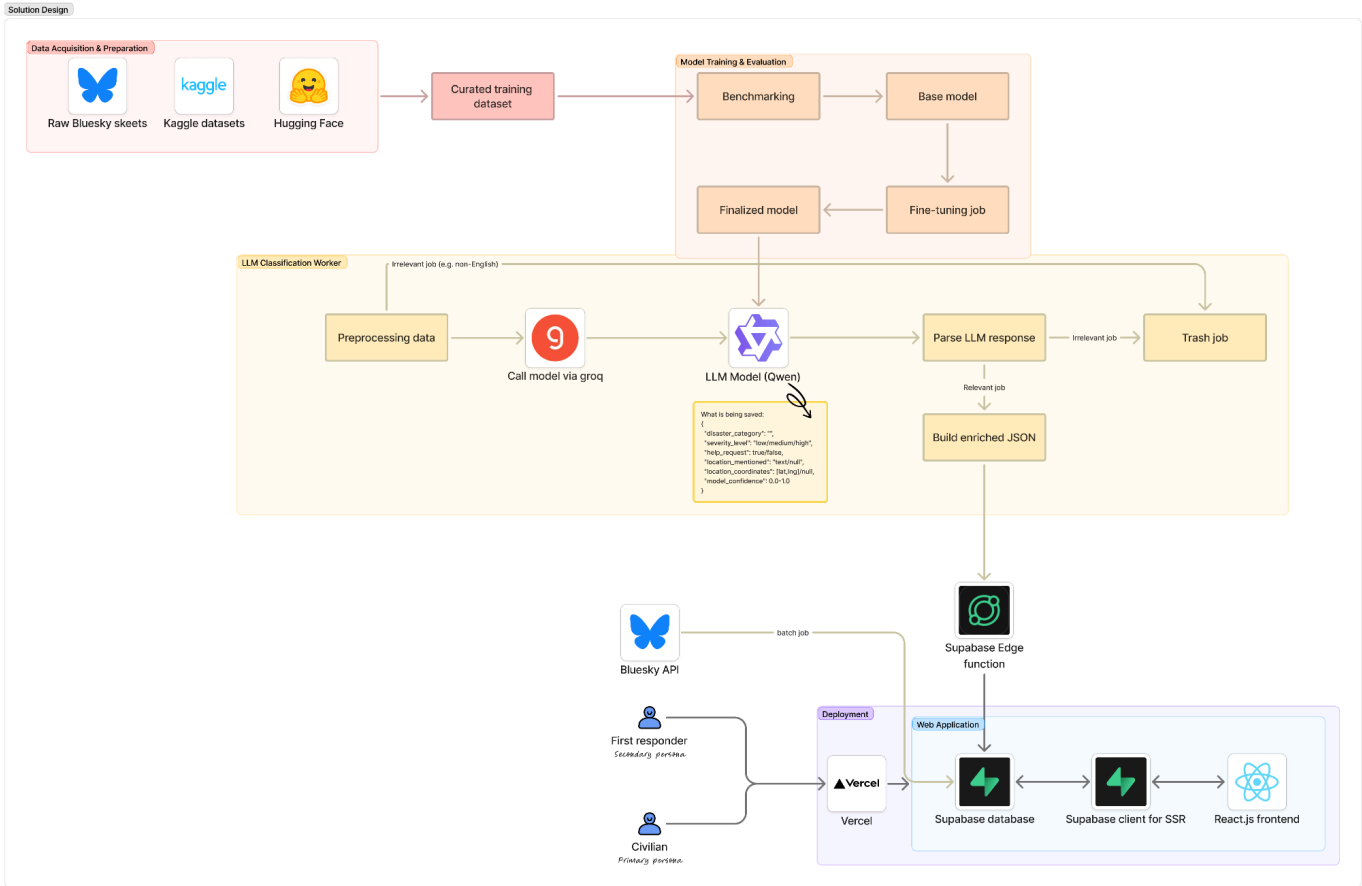 Solution Design
Data Acquisition & Preparation
kaggle
Raw Bluesky skeets
Kaggle datasets
Hugging Face
Curated training
dataset
Model Training & Evaluation
Benchmarking
Base model
Finalized model
Fine-tuning job
LLM Classification Worker
Irrelevant job (e.g. non-English)
Preprocessing data
g
Call model via groq
LLM Model (Qwen)
Parse LLM response
Irrelevant job
Trash job
Relevant job
Build enriched JSON
What is being saved:
{
"disaster_category": "",
"severity_level": "low/medium/high",
"help_request": true/false,
"location_mentioned": "text/null",
"location_coordinates": [lat,lng]/null,
"model_confidence": 0.0-1.0
}
Supabase Edge
function
Bluesky API
batch job
First responder
Secondary persona
Civilian
Primary persona
Deployment
Web Application
Vercel
Vercel
Supabase database
Supabase client for SSR
React.js frontend